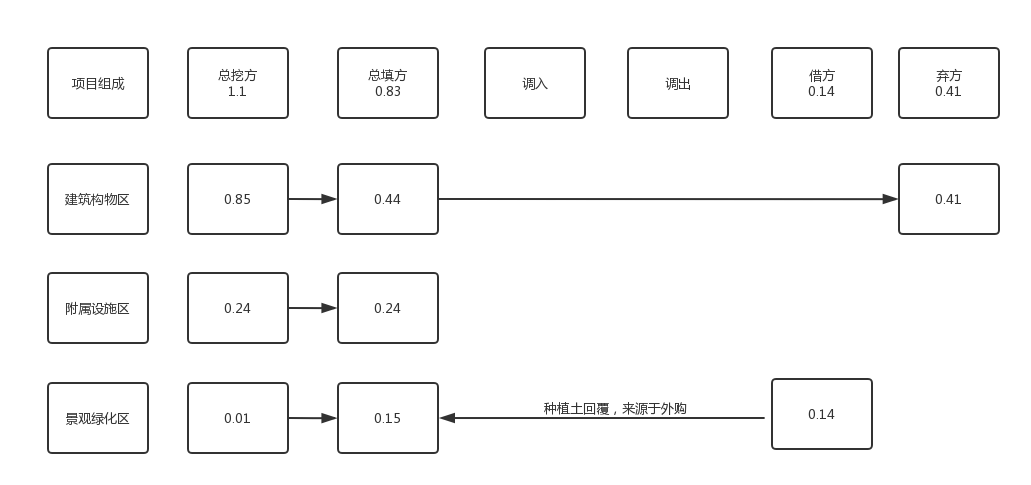 项目组成
总挖方
1.1
总填方
0.83
调入
调出
借方
0.14
弃方
0.41
建筑构物区
0.85
0.44
0.41
附属设施区
0.24
0.24
景观绿化区
0.01
0.15
种植土回覆，来源于外购
0.14